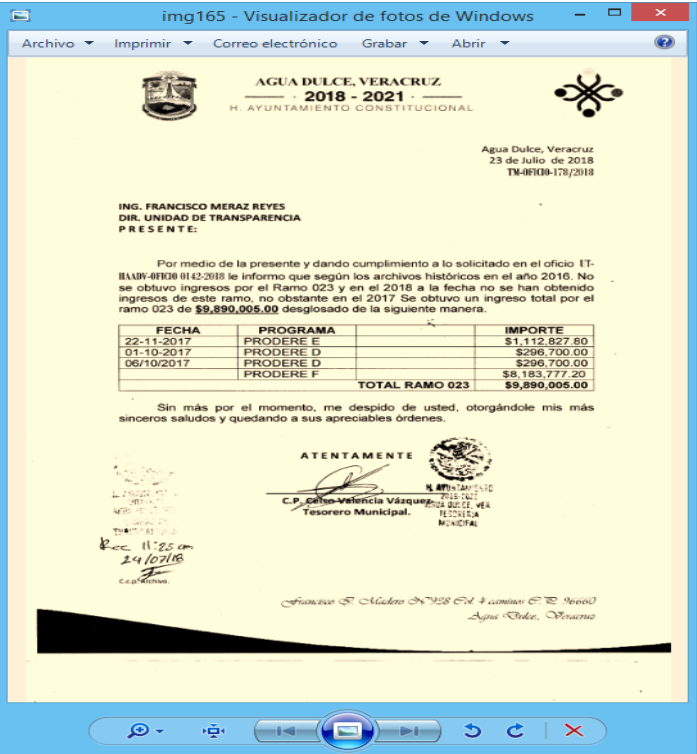 img165 - Visualizador de fotos de Windows
Archivo Imprimir Correo electrónico Grabar Abrir
AGUA DULCE, VERACRUZ
2018 - 2021
H. AYUNTAMIENTO CONSTITUCIONAL
Agua Dulce, Veracruz
23 de Julio de 2018
TM-OFICIO-178/2018
ING. FRANCISCO MERAZ REYES
DIR. UNIDAD DE TRANSPARENCIA
P R E S E N T E:
Por medio de la presente y dando cumplimiento a lo solicitado en el oficio UT-
HAADV-OFICIO 0142-2018 le informo que según los archivos históricos en el año 2016. No
se obtuvo ingresos por el Ramo 023 y en el 2018 a la fecha no se han obtenido
ingresos de este ramo, no obstante en el 2017 Se obtuvo un ingreso total por el
ramo 023 de $9,890,005.00 desglosado de la siguiente manera.
FECHA PROGRAMA IMPORTE
22-11-2017 PRODERE E $1,112,827.80
01-10-2017 PRODERE D $296,700.00
06/10/2017 PRODERE D $296,700.00
PRODERE F $8,183,777.20
TOTAL RAMO 023 $9,890,005.00
Sin más por el momento, me despido de usted, otorgándole mis más
sinceros saludos y quedando a sus apreciables órdenes.
ATENTAMENTE
C.P. Celso Valencia Vázquez
Tesorero Municipal.
H. AYUNTAMIENTO
AGUA DULCE, VER
TESORERIA
MUNICIPAL
Rec 11:25 am
24/07/18
C.c.p. Archivo.
Francisco I. Madero N°938 Col. 4 caminos C. P. 96660
Agua Dulce, Veracruz